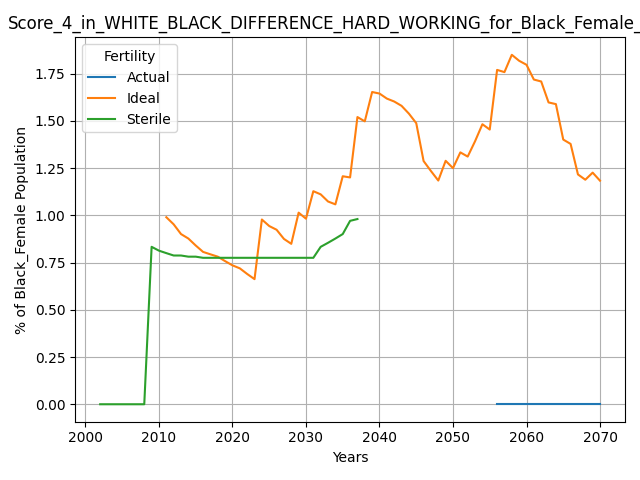 Score_4_in_WHITE_BLACK_DIFFERENCE_HARD_WORKING_for_Black_Female_
Fertility
Actual
Ideal
Sterile
% of Black_Female Population
1.75
1.50
1.25
1.00
0.75
0.50
0.25
0.00
2000 2010 2020 2030 2040 2050 2060 2070
Years